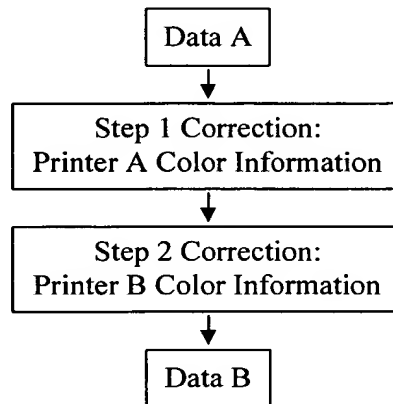 Data A
Step 1 Correction:
Printer A Color Information
Step 2 Correction:
Printer B Color Information
Data B